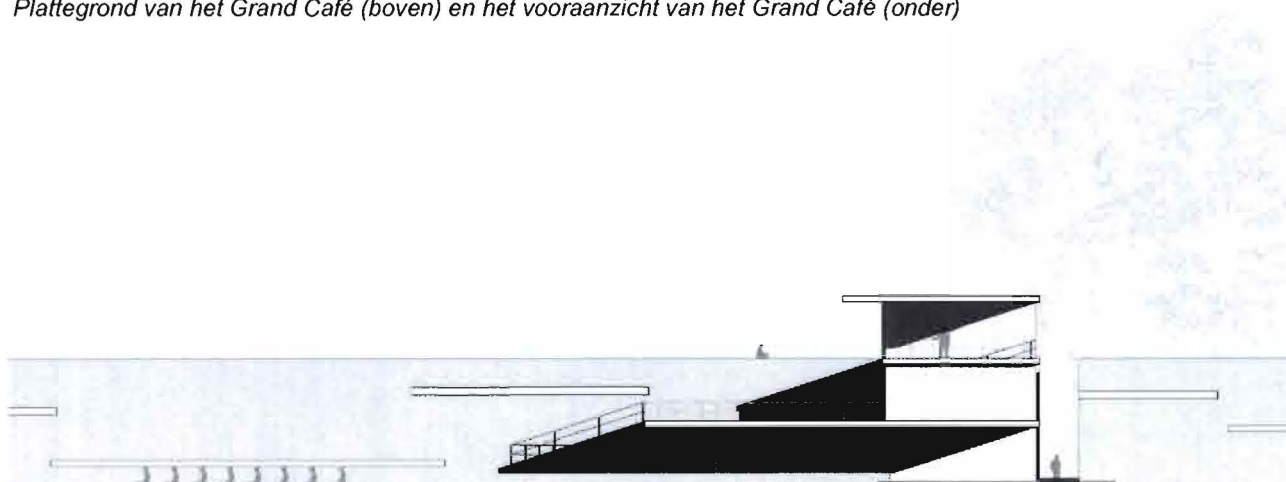 Plattegrond van het Grand Café (boven) en het vooraanzicht van het Grand Café (onder)